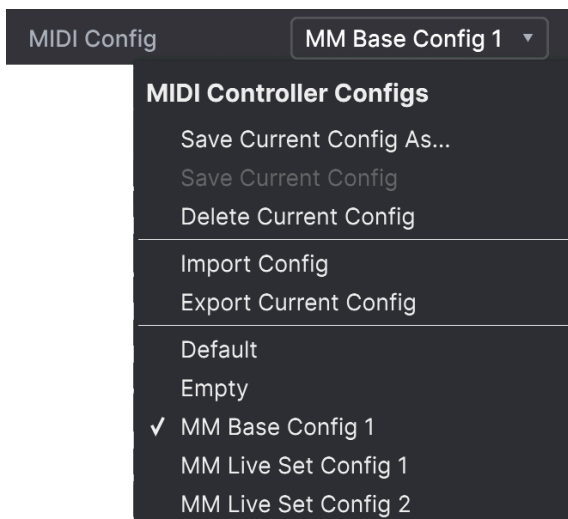 MIDI Config
MM Base Config 1
MIDI Controller Configs
Save Current Config As...
Save Current Config
Delete Current Config
Import Config
Export Current Config
Default
Empty
MM Base Config 1
MM Live Set Config 1
MM Live Set Config 2